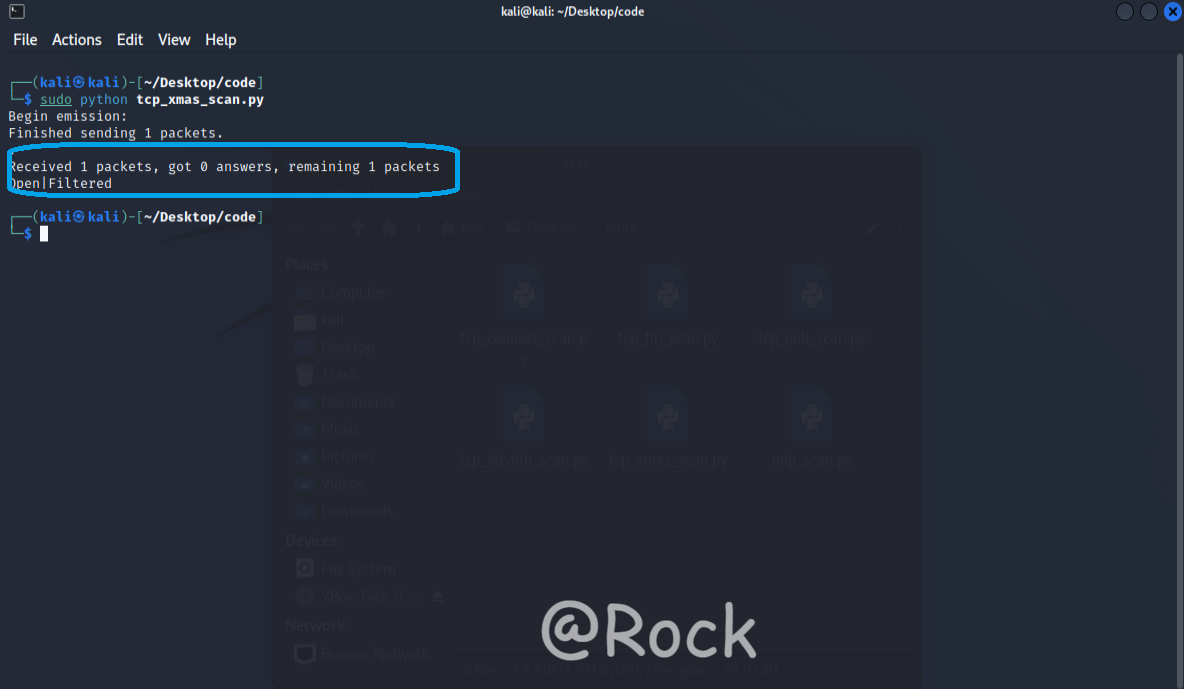 kali@kali: ~/Desktop/code
File Actions Edit View Help
(kali㉿kali)-[~/Desktop/code]
$ sudo python tcp_xmas_scan.py
Begin emission:
Finished sending 1 packets.
Received 1 packets, got 0 answers, remaining 1 packets
Open|Filtered
(kali㉿kali)-[~/Desktop/code]
$
kali Desktop code
Places
Computer
kali
Desktop
Trash
Documents
Music
Pictures
Videos
Downloads
Devices
File System
VBox_GAs_6...
Network
Browse Network
tcp_connect_scan.p
y
tcp_fin_scan.py
tcp_null_scan.py
tcp_stealth_scan.py
tcp_xmas_scan.py
udp_scan.py
@Rock